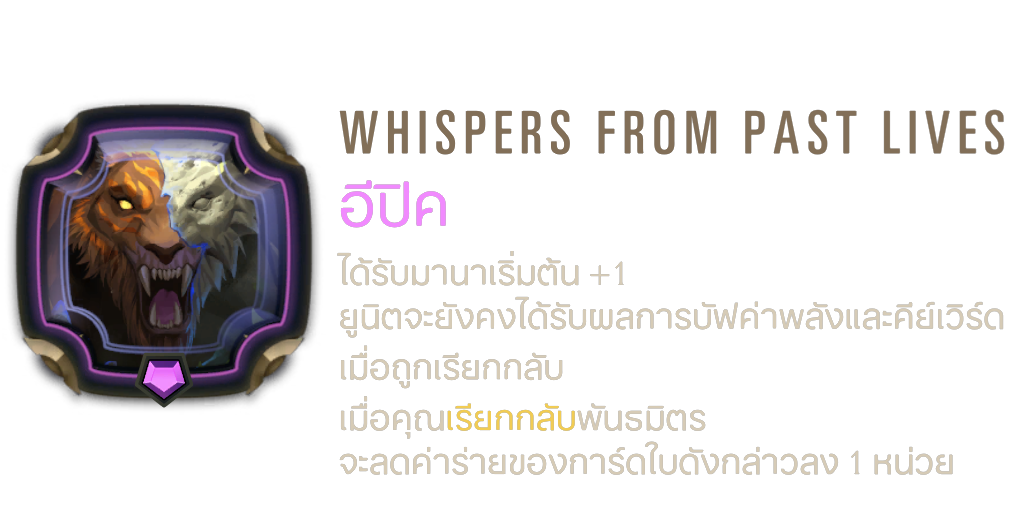 WHISPERS FROM PAST LIVES
อีปิค
ได้รับมานาเริ่มต้น +1
ยูนิตจะยังคงได้รับผลการบัฟค่าพลังและคีย์เวิร์ด
เมื่อถูกเรียกกลับ
เมื่อคุณเรียกกลับพันธมิตร
จะลดค่าร่ายของการ์ดใบดังกล่าวลง 1 หน่วย